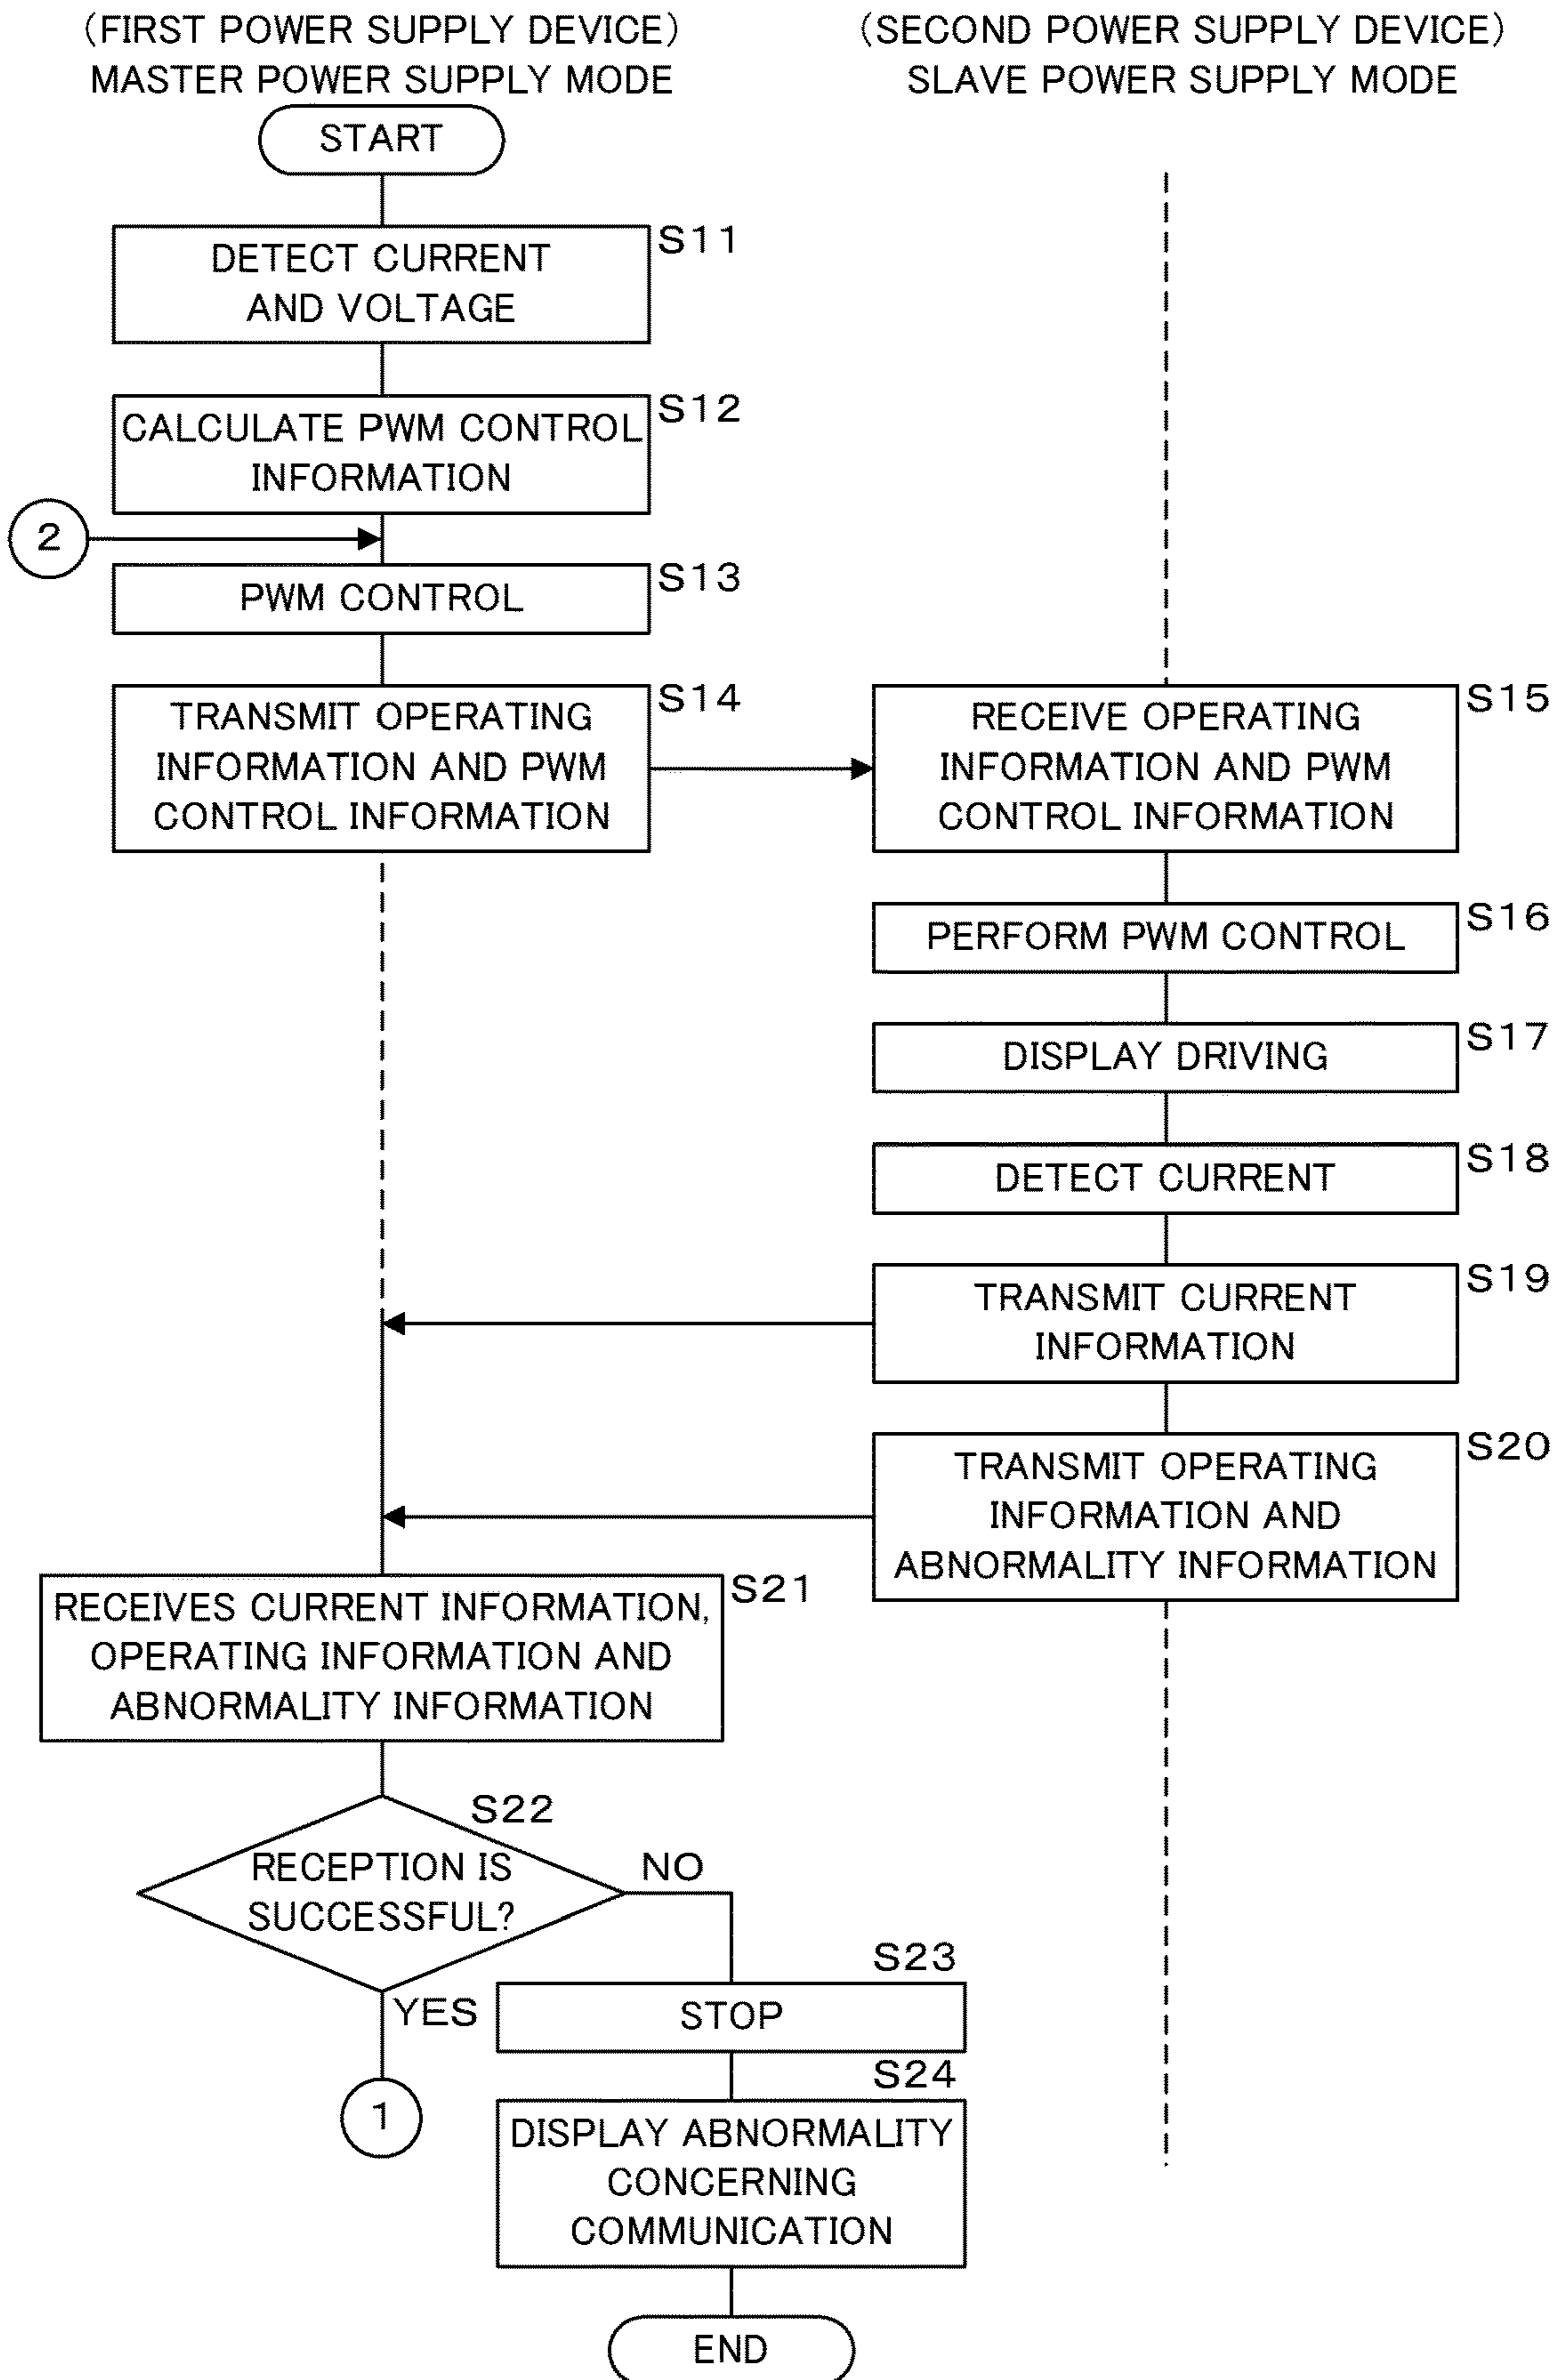 (FIRST POWER SUPPLY DEVICE)
MASTER POWER SUPPLY MODE
(SECOND POWER SUPPLY DEVICE)
SLAVE POWER SUPPLY MODE
START
S11
DETECT CURRENT
AND VOLTAGE
S12
CALCULATE PWM CONTROL
INFORMATION
2
S13
PWM CONTROL
S14
TRANSMIT OPERATING
INFORMATION AND PWM
CONTROL INFORMATION
S15
RECEIVE OPERATING
INFORMATION AND PWM
CONTROL INFORMATION
S16
PERFORM PWM CONTROL
S17
DISPLAY DRIVING
S18
DETECT CURRENT
S19
TRANSMIT CURRENT
INFORMATION
S20
TRANSMIT OPERATING
INFORMATION AND
ABNORMALITY INFORMATION
S21
RECEIVES CURRENT INFORMATION,
OPERATING INFORMATION AND
ABNORMALITY INFORMATION
S22
RECEPTION IS
SUCCESSFUL?
NO
YES
1
S23
STOP
S24
DISPLAY ABNORMALITY
CONCERNING
COMMUNICATION
END